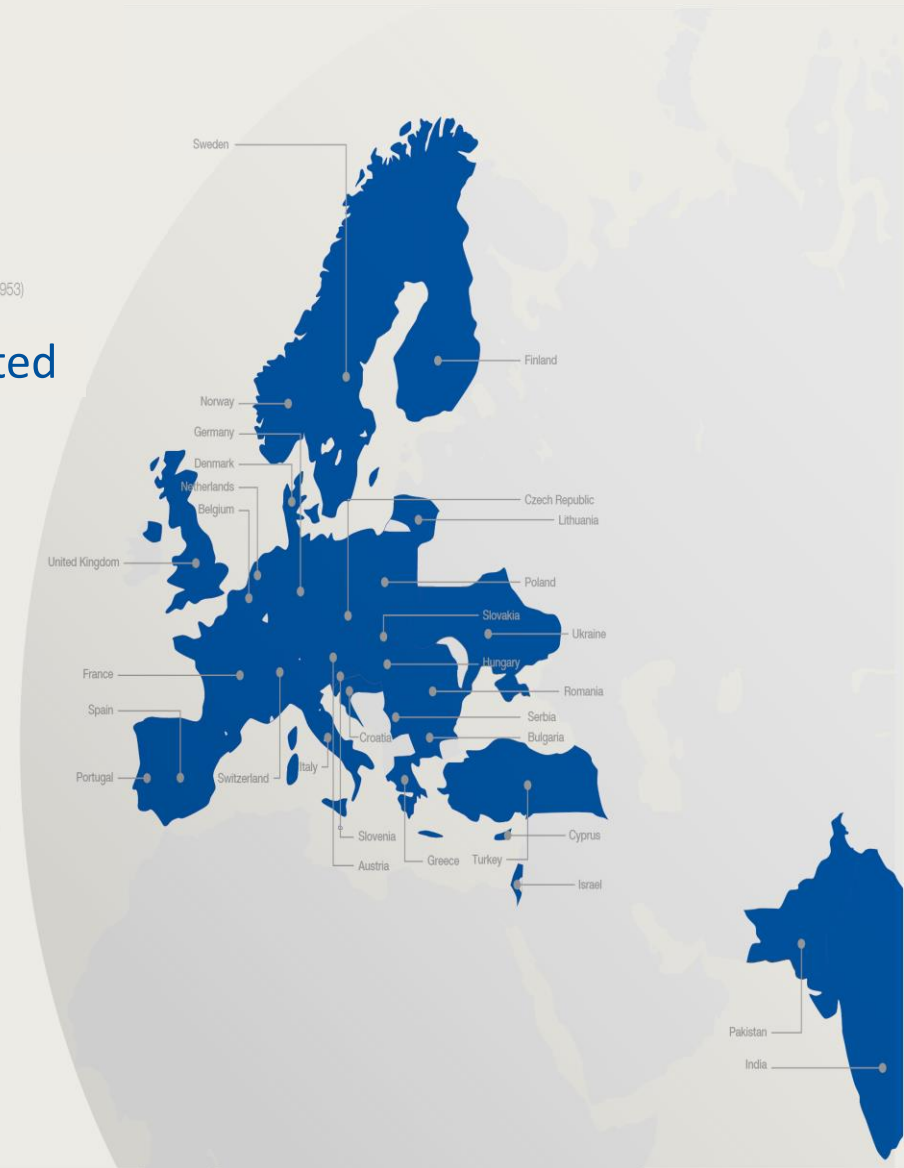 Sweden
953)
ted
Finland
Norway
Germany
Denmark
Netherlands
Czech Republic
Belgium
Lithuania
United Kingdom
Poland
Slovakia
Ukraine
Hungary
France
Romania
Spain
Serbia
Croatia
Bulgaria
Italy
Portugal
Switzerland
Slovenia
Cyprus
Greece
Turkey
Austria
Israel
Pakistan
India